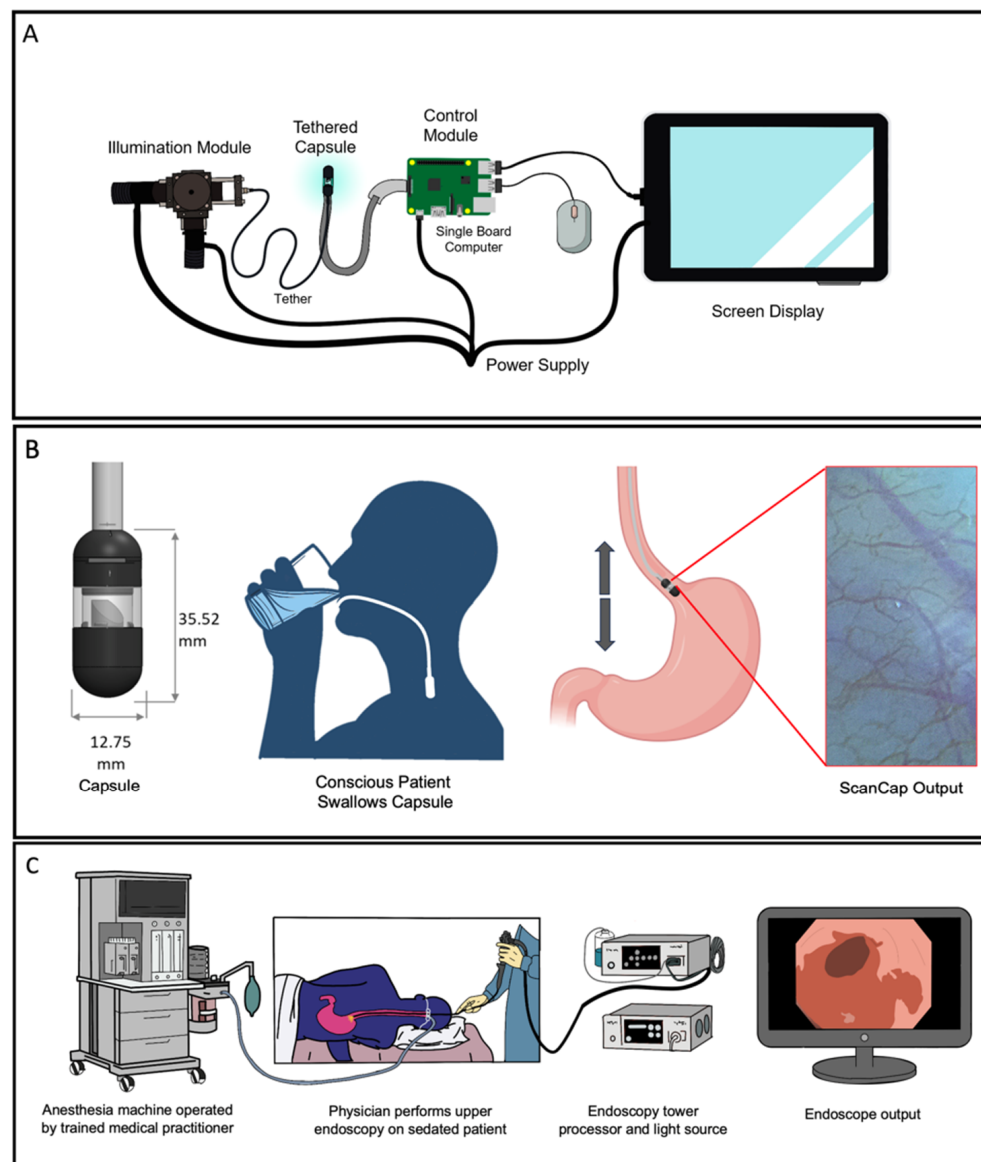 A
Illumination Module
Tethered
Capsule
Control
Module
Single Board
Computer
Tether
Power Supply
Screen Display
B
35.52
mm
12.75
mm
Capsule
Conscious Patient
Swallows Capsule
ScanCap Output
C
Anesthesia machine operated
by trained medical practitioner
Physician performs upper
endoscopy on sedated patient
Endoscopy tower
processor and light source
Endoscope output